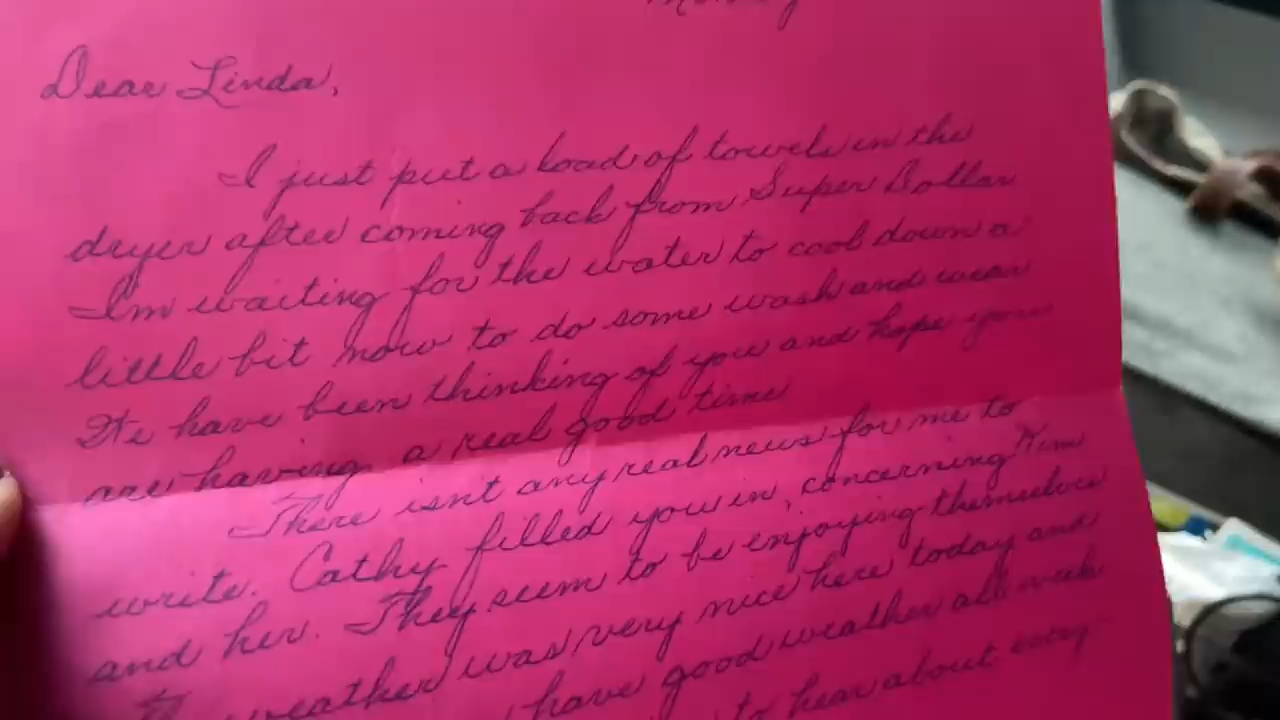 Dear Linda,
I just put a load of towels in the
dryer after coming back from Super Dollar
Im waiting for the water to cool down a
little bit now to do some wash and wear
We have been thinking of you and hope you
are having a real good time
There isnt any real news for me to
write. Cathy filled you in, concerning Kim
and her. They seem to be enjoying themselves
weather was very nice here today and
have good weather all week
to hear about every-